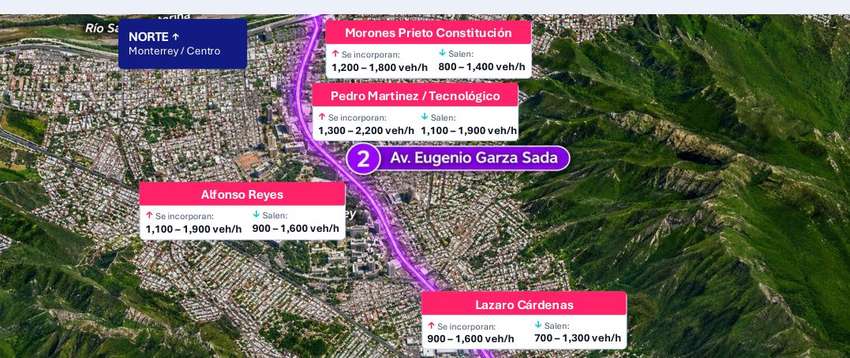 Río Sa
NORTE ↑
Monterrey / Centro
Morones Prieto Constitución
↑ Se incorporan: ↓ Salen:
1,200 – 1,800 veh/h 800 – 1,400 veh/h
Pedro Martinez / Tecnológico
↑ Se incorporan: ↓ Salen:
1,300 – 2,200 veh/h 1,100 – 1,900 veh/h
2 Av. Eugenio Garza Sada
Alfonso Reyes
↑ Se incorporan: ↓ Salen:
1,100 – 1,900 veh/h 900 – 1,600 veh/h
ey
Lazaro Cárdenas
↑ Se incorporan: ↓ Salen:
900 – 1,600 veh/h 700 – 1,300 veh/h